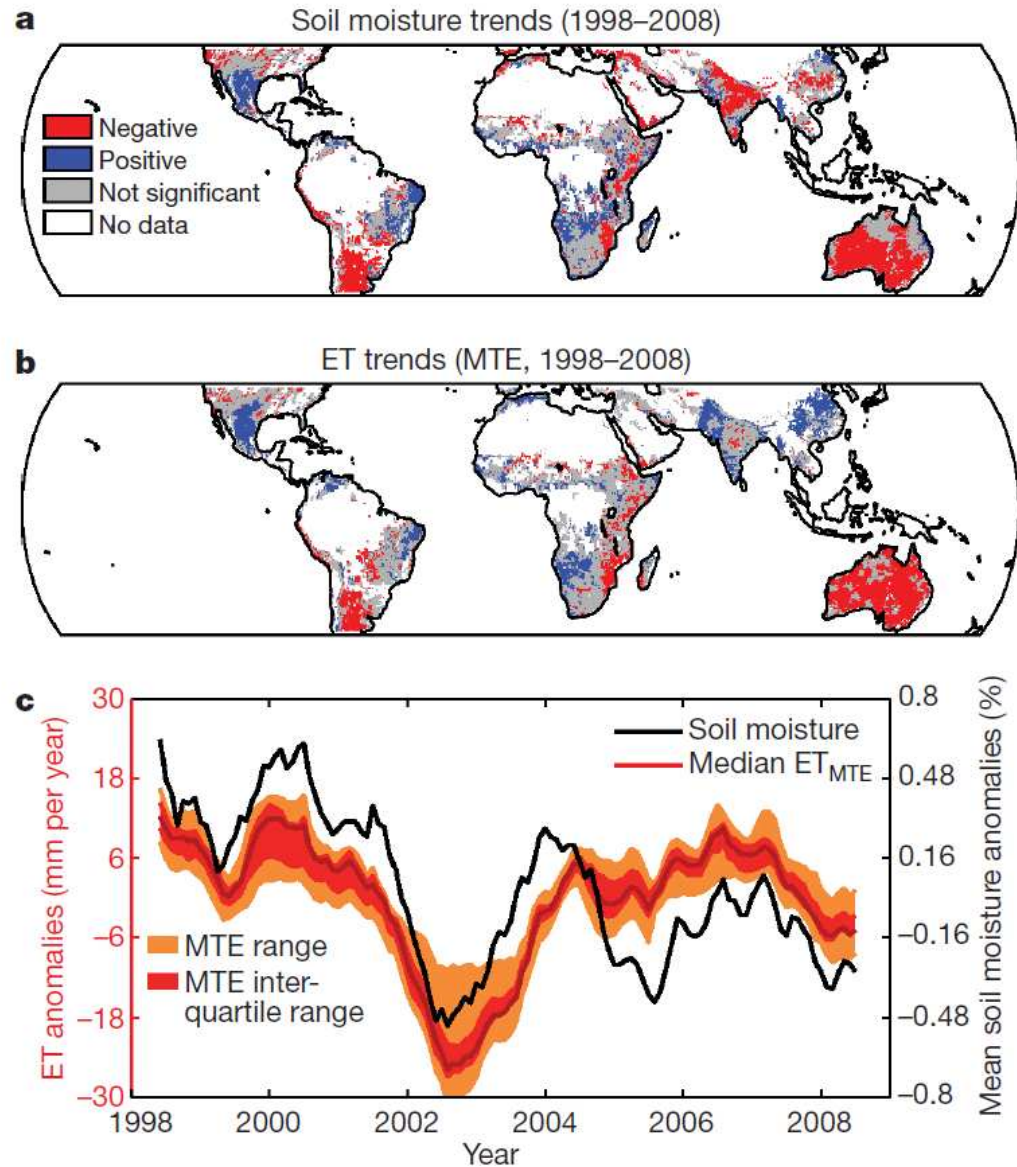 a Soil moisture trends (1998–2008)
Negative
Positive
Not significant
No data
b ET trends (MTE, 1998–2008)
c
30
18
6
–6
–18
–30
ET anomalies (mm per year)
Soil moisture
Median ET_MTE
MTE range
MTE inter-
quartile range
0.8
0.48
0.16
–0.16
–0.48
–0.8
Mean soil moisture anomalies (%)
1998 2000 2002 2004 2006 2008
Year